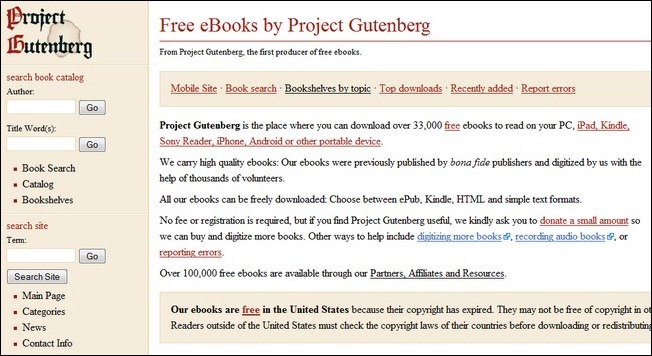 Project
Gutenberg
search book catalog
Author:
Go
Title Word(s):
Go
Book Search
Catalog
Bookshelves
search site
Term:
Go
Search Site
Main Page
Categories
News
Contact Info
Free eBooks by Project Gutenberg
From Project Gutenberg, the first producer of free ebooks.
Mobile Site · Book search · Bookshelves by topic · Top downloads · Recently added · Report errors
Project Gutenberg is the place where you can download over 33,000 free ebooks to read on your PC, iPad, Kindle,
Sony Reader, iPhone, Android or other portable device.
We carry high quality ebooks: Our ebooks were previously published by bona fide publishers and digitized by us with the
help of thousands of volunteers.
All our ebooks can be freely downloaded: Choose between ePub, Kindle, HTML and simple text formats.
No fee or registration is required, but if you find Project Gutenberg useful, we kindly ask you to donate a small amount so
we can buy and digitize more books. Other ways to help include digitizing more books, recording audio books, or
reporting errors.
Over 100,000 free ebooks are available through our Partners, Affiliates and Resources.
Our ebooks are free in the United States because their copyright has expired. They may not be free of copyright in
Readers outside of the United States must check the copyright laws of their countries before downloading or